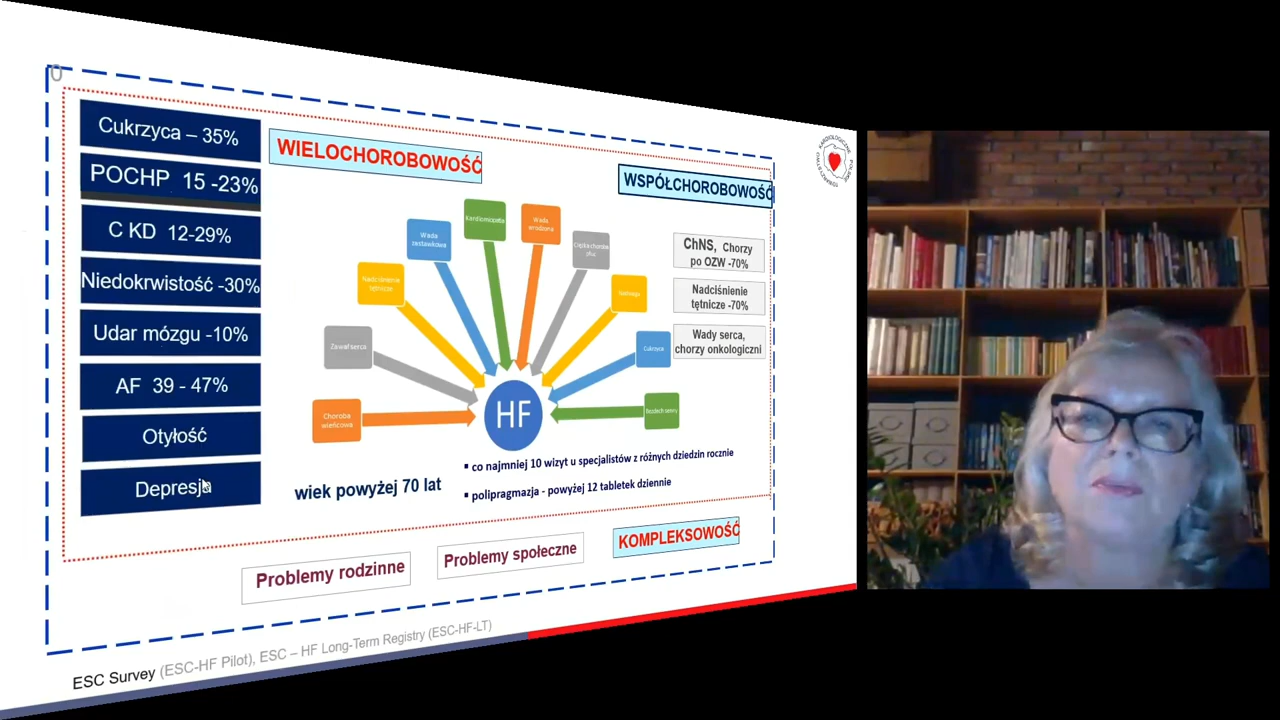 0
Cukrzyca – 35%
POCHP 15 -23%
C KD 12-29%
Niedokrwistość -30%
Udar mózgu -10%
AF 39 - 47%
Otyłość
Depresja
WIELOCHOROBOWOŚĆ
WSPÓŁCHOROBOWOŚĆ
Choroba
wieńcowa
Zawał serca
Nadciśnienie
tętnicze
Wada
zastawkowa
Kardiomiopatia
Wada
wrodzona
Ciężka choroba
płuc
Cukrzyca
Bezdech senny
HF
ChNS, Chorzy
po OZW -70%
Nadciśnienie
tętnicze -70%
Wady serca,
chorzy onkologiczni
wiek powyżej 70 lat
▪ co najmniej 10 wizyt u specjalistów z różnych dziedzin rocznie
▪ polipragmazja - powyżej 12 tabletek dziennie
Problemy rodzinne
Problemy społeczne
KOMPLEKSOWOŚĆ
ESC Survey (ESC-HF Pilot), ESC – HF Long-Term Registry (ESC-HF-LT)